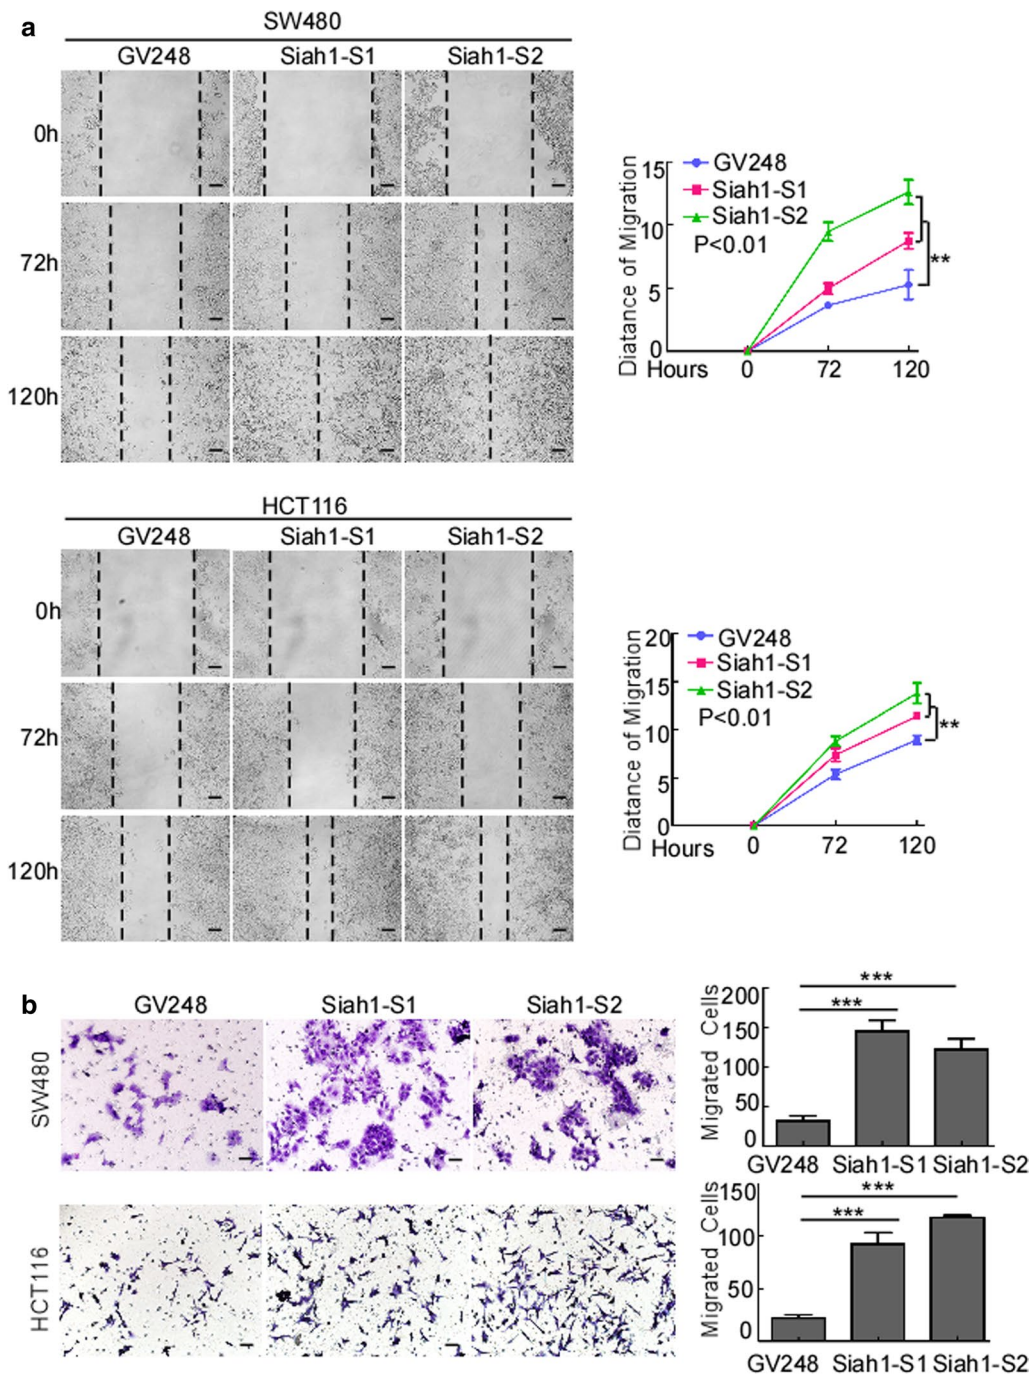 a
SW480
GV248 Siah1-S1 Siah1-S2
0h
72h
120h
15
10
5
0
Diatance of Migration
GV248
Siah1-S1
Siah1-S2
P<0.01
**
Hours 0 72 120
HCT116
GV248 Siah1-S1 Siah1-S2
0h
72h
120h
20
15
10
5
0
Diatance of Migration
GV248
Siah1-S1
Siah1-S2
P<0.01
**
Hours 0 72 120
b
GV248 Siah1-S1 Siah1-S2
SW480
HCT116
Migrated Cells
200
150
100
50
0
***
***
GV248 Siah1-S1 Siah1-S2
Migrated Cells
150
100
50
0
***
***
GV248 Siah1-S1 Siah1-S2